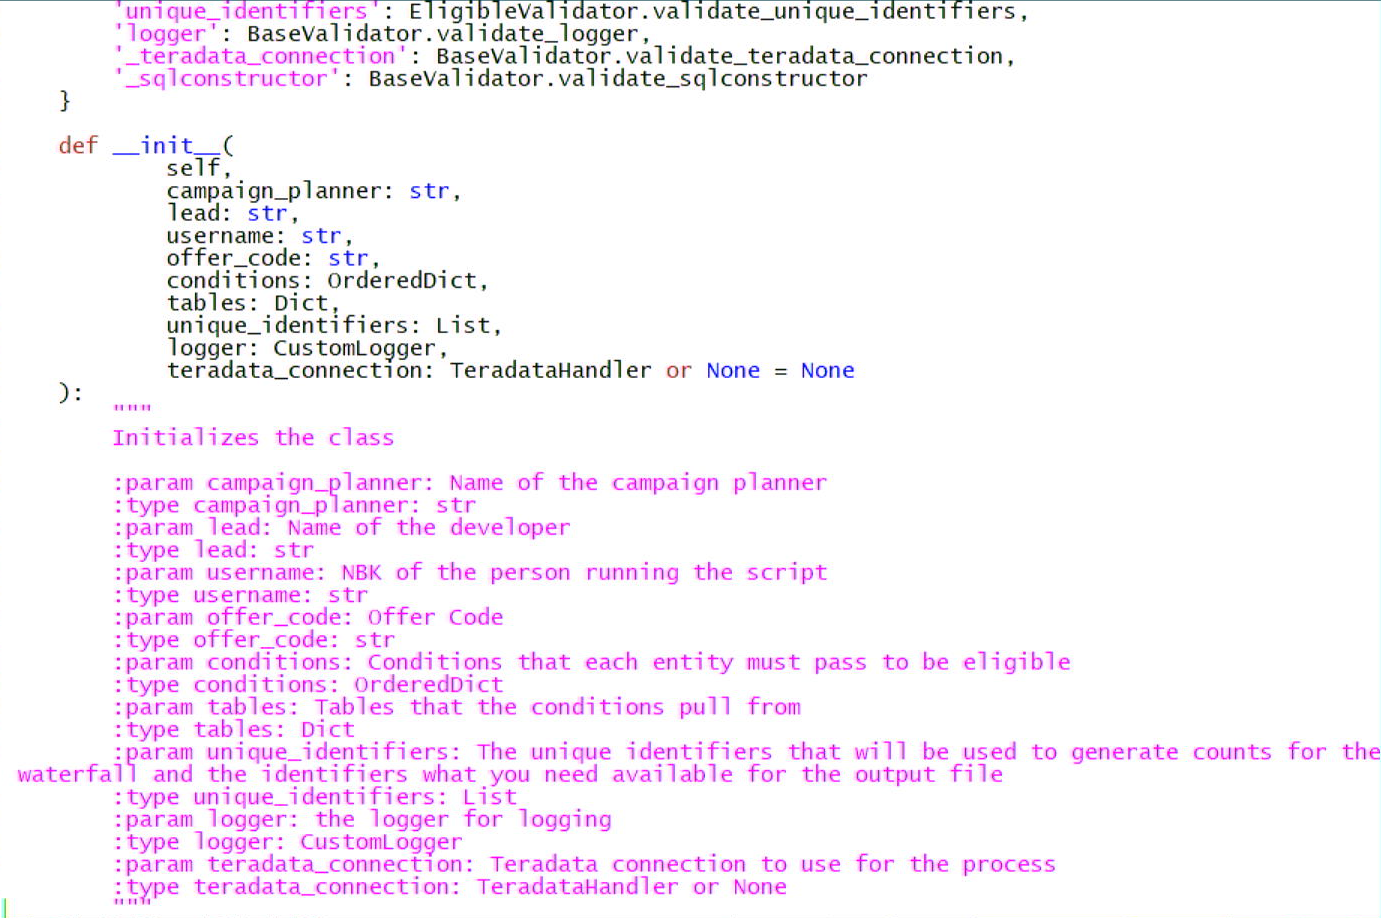 'unique_identifiers': EligibleValidator.validate_unique_identifiers,
'logger': BaseValidator.validate_logger,
'_teradata_connection': BaseValidator.validate_teradata_connection,
'_sqlconstructor': BaseValidator.validate_sqlconstructor
}
def __init__(
self,
campaign_planner: str,
lead: str,
username: str,
offer_code: str,
conditions: OrderedDict,
tables: Dict,
unique_identifiers: List,
logger: CustomLogger,
teradata_connection: TeradataHandler or None = None
):
"""
Initializes the class
:param campaign_planner: Name of the campaign planner
:type campaign_planner: str
:param lead: Name of the developer
:type lead: str
:param username: NBK of the person running the script
:type username: str
:param offer_code: Offer Code
:type offer_code: str
:param conditions: Conditions that each entity must pass to be eligible
:type conditions: OrderedDict
:param tables: Tables that the conditions pull from
:type tables: Dict
:param unique_identifiers: The unique identifiers that will be used to generate counts for the
waterfall and the identifiers what you need available for the output file
:type unique_identifiers: List
:param logger: the logger for logging
:type logger: CustomLogger
:param teradata_connection: Teradata connection to use for the process
:type teradata_connection: TeradataHandler or None
"""